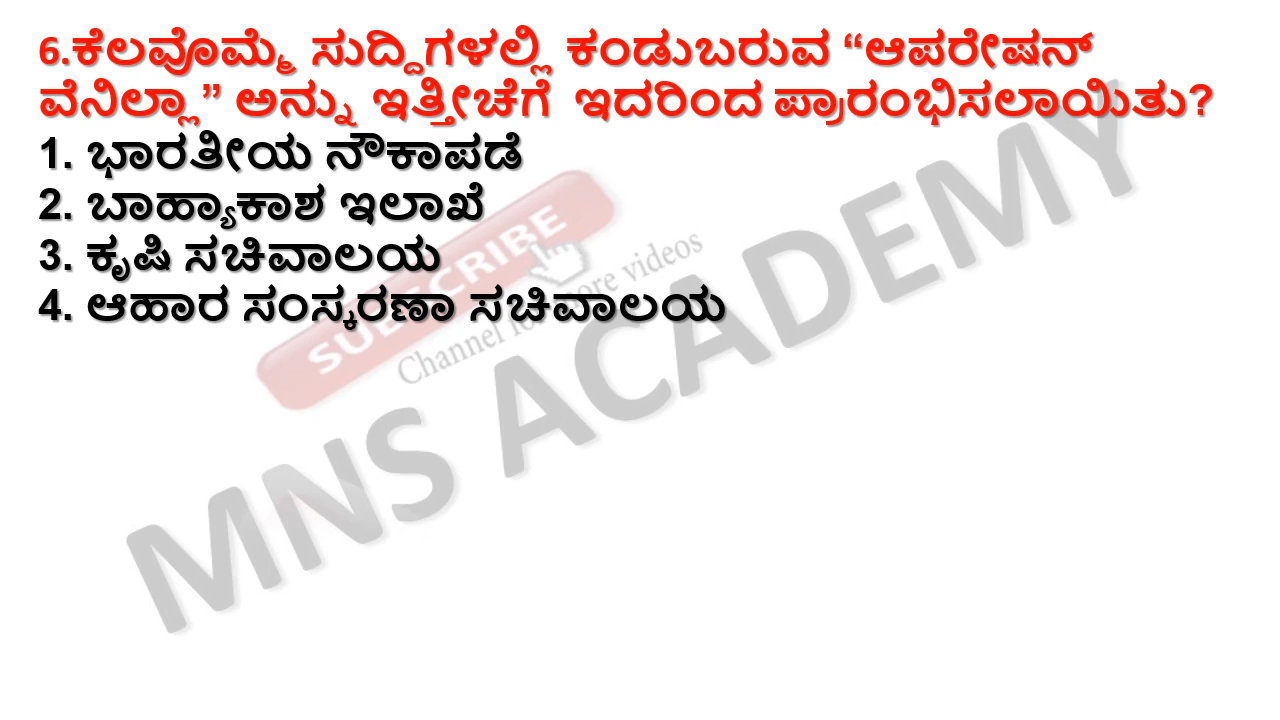 6.ಕೆಲವೊಮ್ಮೆ ಸುದ್ದಿಗಳಲ್ಲಿ ಕಂಡುಬರುವ “ಆಪರೇಷನ್
ವೆನಿಲ್ಲಾ” ಅನ್ನು ಇತ್ತೀಚೆಗೆ ಇದರಿಂದ ಪ್ರಾರಂಭಿಸಲಾಯಿತು?
1. ಭಾರತೀಯ ನೌಕಾಪಡೆ
2. ಬಾಹ್ಯಾಕಾಶ ಇಲಾಖೆ
3. ಕೃಷಿ ಸಚಿವಾಲಯ
4. ಆಹಾರ ಸಂಸ್ಕರಣಾ ಸಚಿವಾಲಯ
SUBSCRIBE
Channel for more videos
MNS ACADEMY